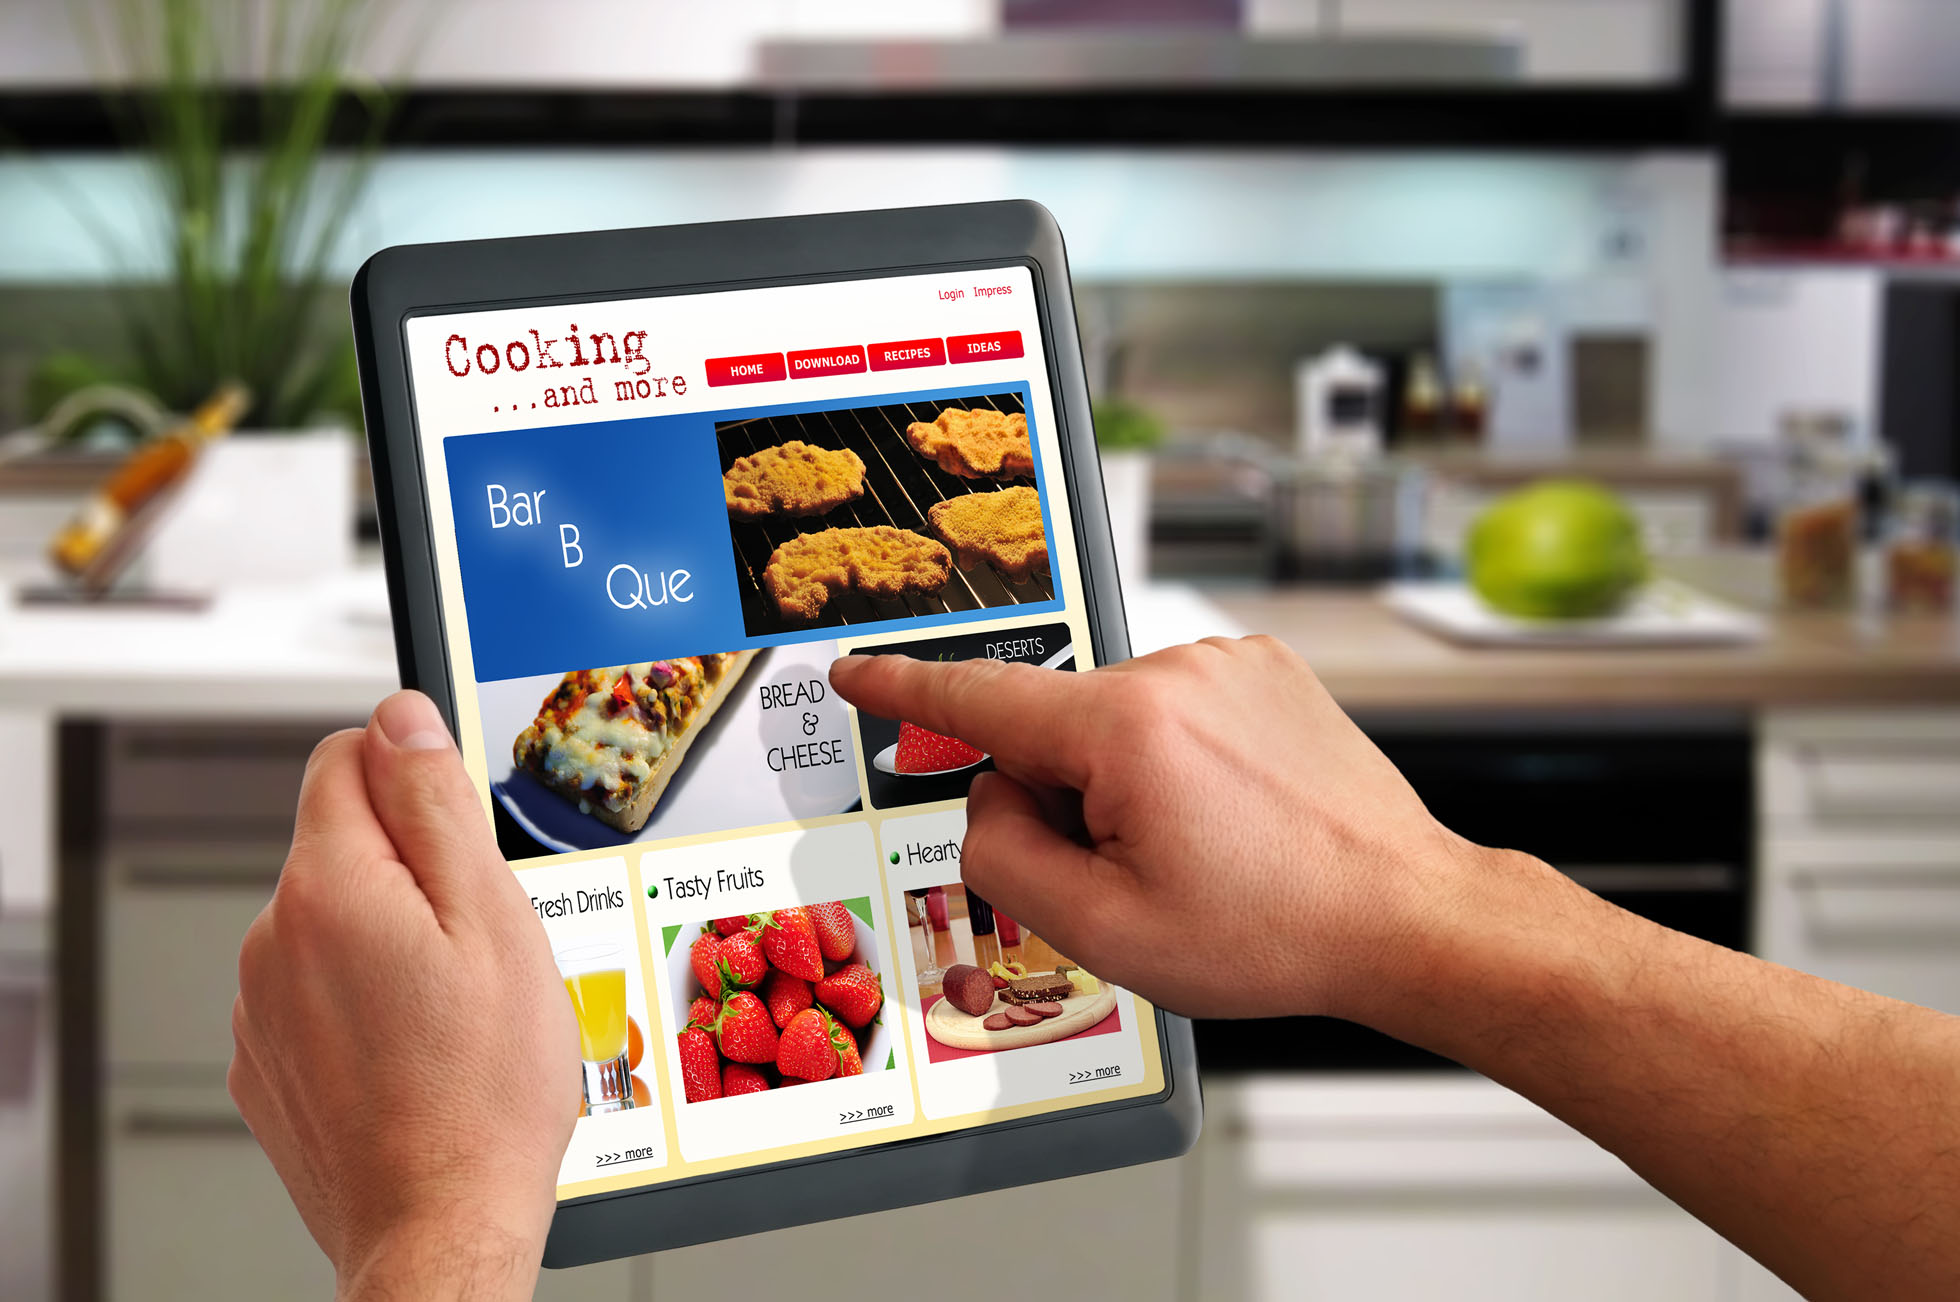 Login Impress
Cooking
...and more
HOME DOWNLOAD RECIPES IDEAS
Bar
B
Que
BREAD
&
CHEESE
DESERTS
Fresh Drinks
Tasty Fruits
Hearty
>>> more
>>> more
>>> more